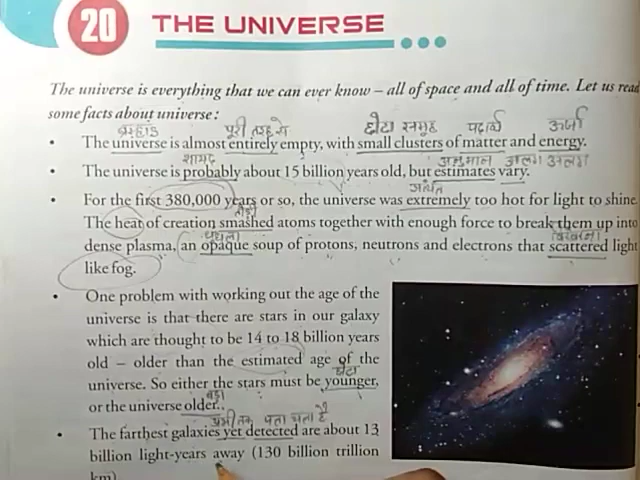 20 THE UNIVERSE
The universe is everything that we can ever know – all of space and all of time. Let us read
some facts about universe :
ब्रह्मांड पूरी तरह से छोटा समूह पदार्थ ऊर्जा
• The universe is almost entirely empty, with small clusters of matter and energy.
शायद अनुमान अलग अलग
• The universe is probably about 15 billion years old, but estimates vary.
अत्यंत
• For the first 380,000 years or so, the universe was extremely too hot for light to shine.
The heat of creation smashed atoms together with enough force to break them up into
धुंधला बिखरना
dense plasma, an opaque soup of protons, neutrons and electrons that scattered light
like fog.
• One problem with working out the age of the
universe is that there are stars in our galaxy
which are thought to be 14 to 18 billion years
old – older than the estimated age of the
छोटा
universe. So either the stars must be younger,
बड़ा
or the universe older.
अभी तक पता चला है
• The farthest galaxies yet detected are about 13
billion light-years away (130 billion trillion
km)